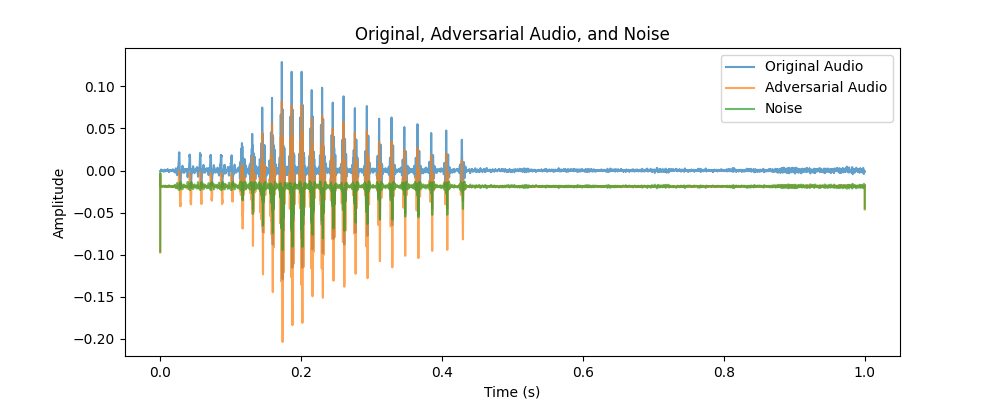 Original, Adversarial Audio, and Noise
Original Audio
Adversarial Audio
Noise
Amplitude
0.10
0.05
0.00
−0.05
−0.10
−0.15
−0.20
0.0
0.2
0.4
0.6
0.8
1.0
Time (s)